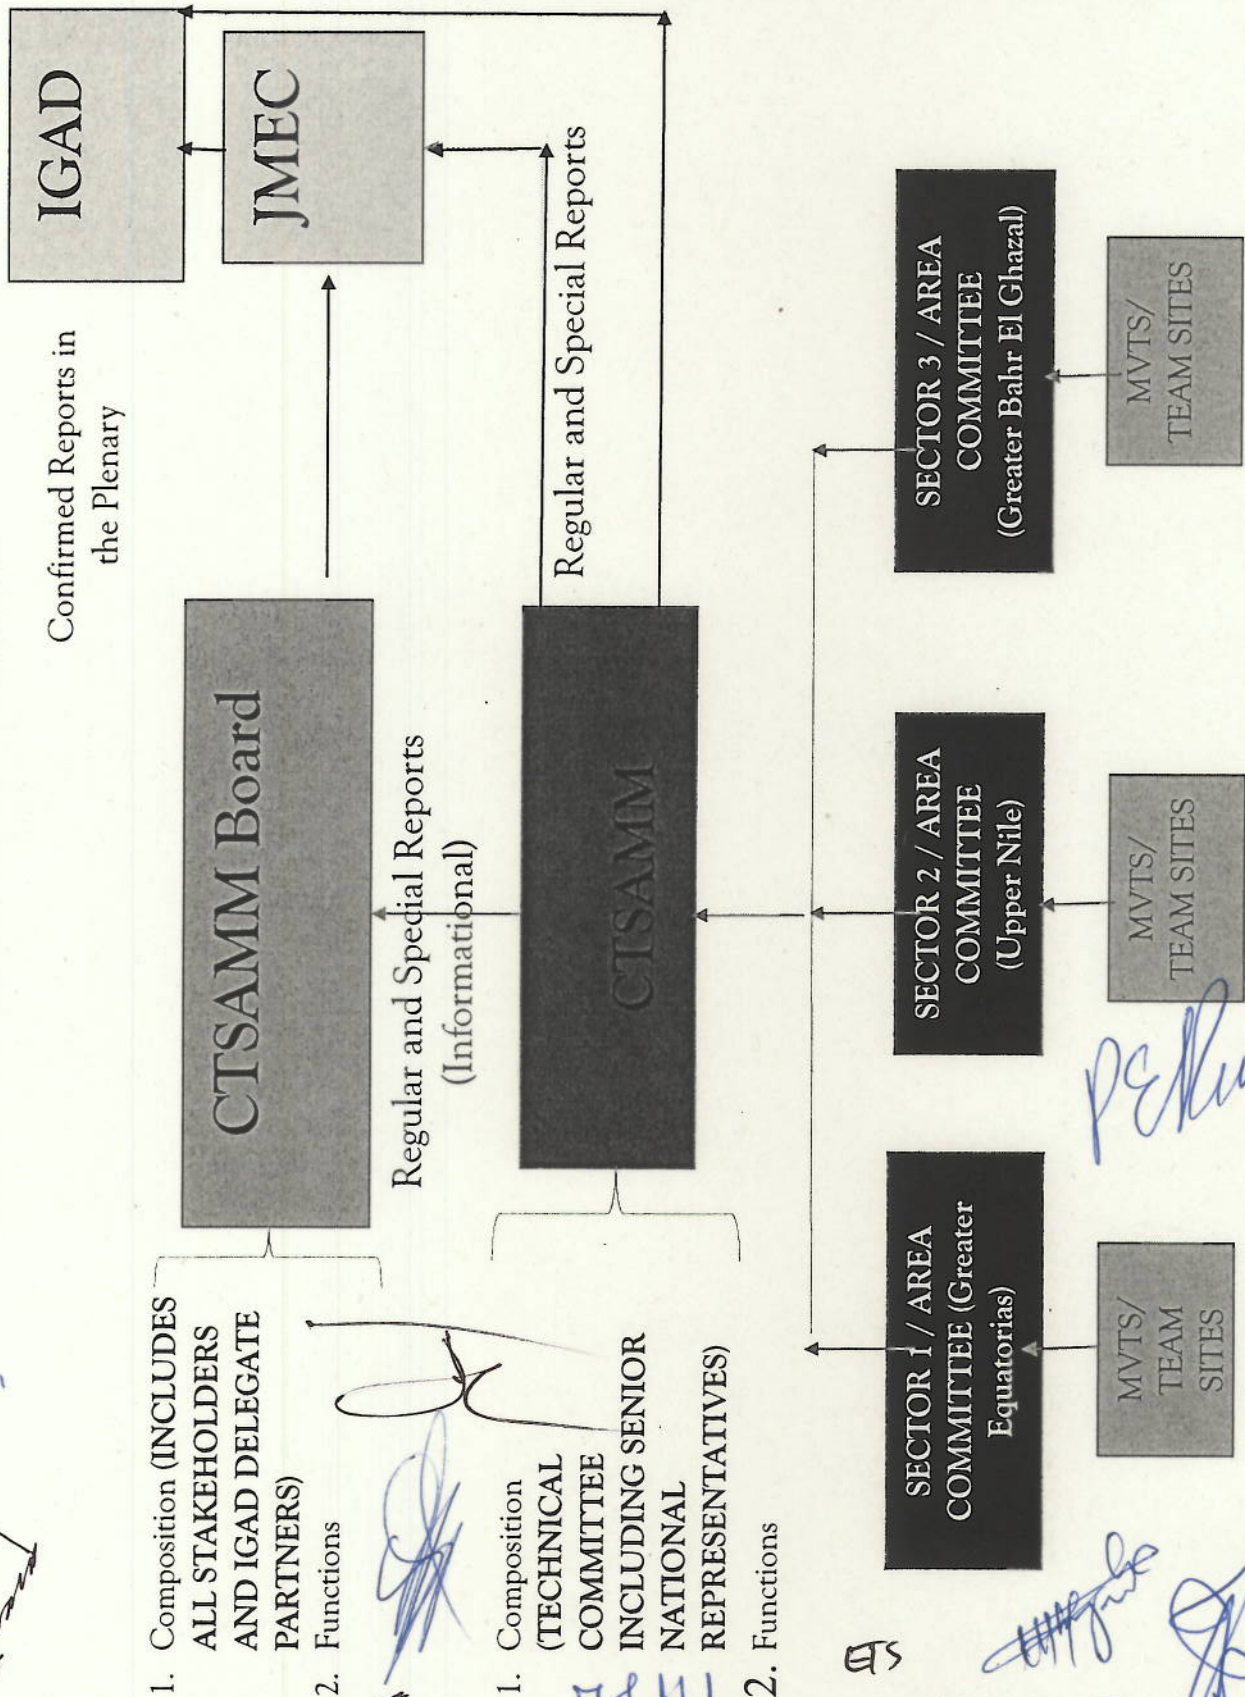 IGAD
Confirmed Reports in
the Plenary
JMEC
1. Composition (INCLUDES
ALL STAKEHOLDERS
AND IGAD DELEGATE
PARTNERS)
2. Functions
CTSAMM Board
Regular and Special Reports
(Informational)
1. Composition
(TECHNICAL
COMMITTEE
INCLUDING SENIOR
NATIONAL
REPRESENTATIVES)
2. Functions
CTSAMM
Regular and Special Reports
SECTOR 1 / AREA
COMMITTEE (Greater
Equatorias)
SECTOR 2 / AREA
COMMITTEE
(Upper Nile)
SECTOR 3 / AREA
COMMITTEE
(Greater Bahr El Ghazal)
MVTS/
TEAM
SITES
MVTS/
TEAM SITES
MVTS/
TEAM SITES
ETS